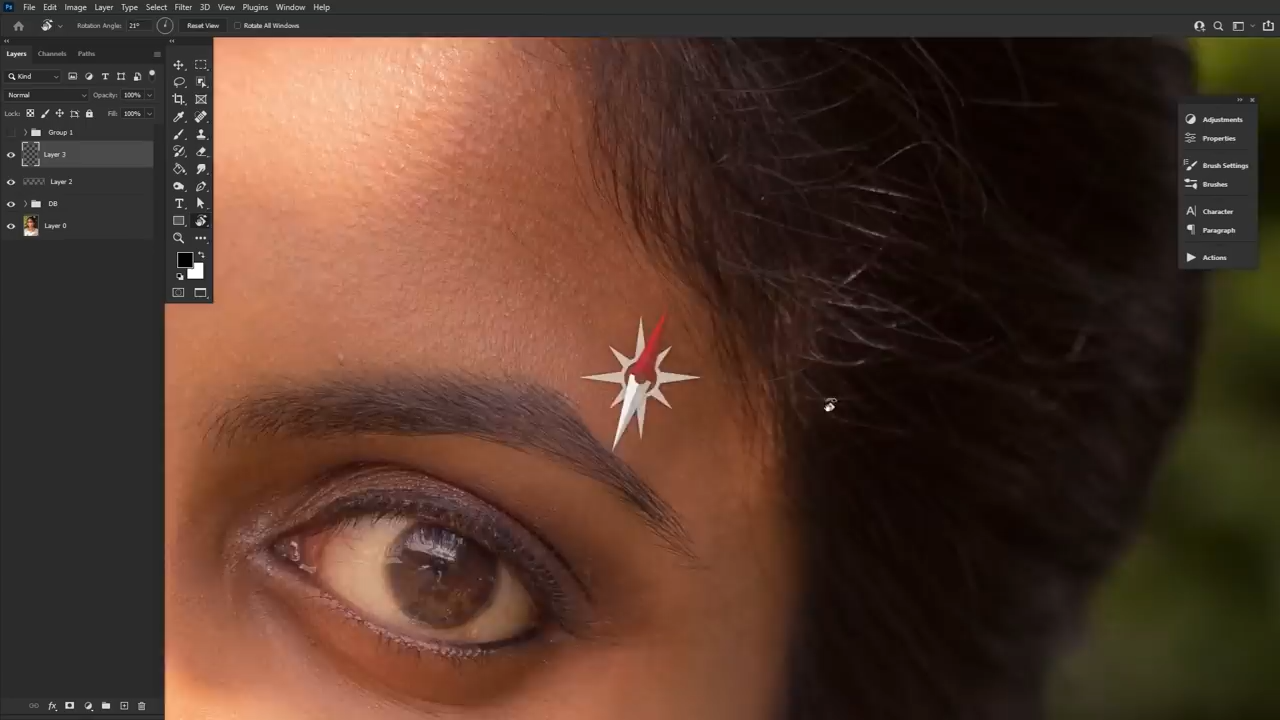 Ps File Edit Image Layer Type Select Filter 3D View Plugins Window Help
Rotation Angle: 21° Reset View Rotate All Windows
Layers Channels Paths
Kind
Normal Opacity: 100%
Lock: Fill: 100%
Group 1
Layer 3
Layer 2
DB
Layer 0
Adjustments
Properties
Brush Settings
Brushes
Character
Paragraph
Actions